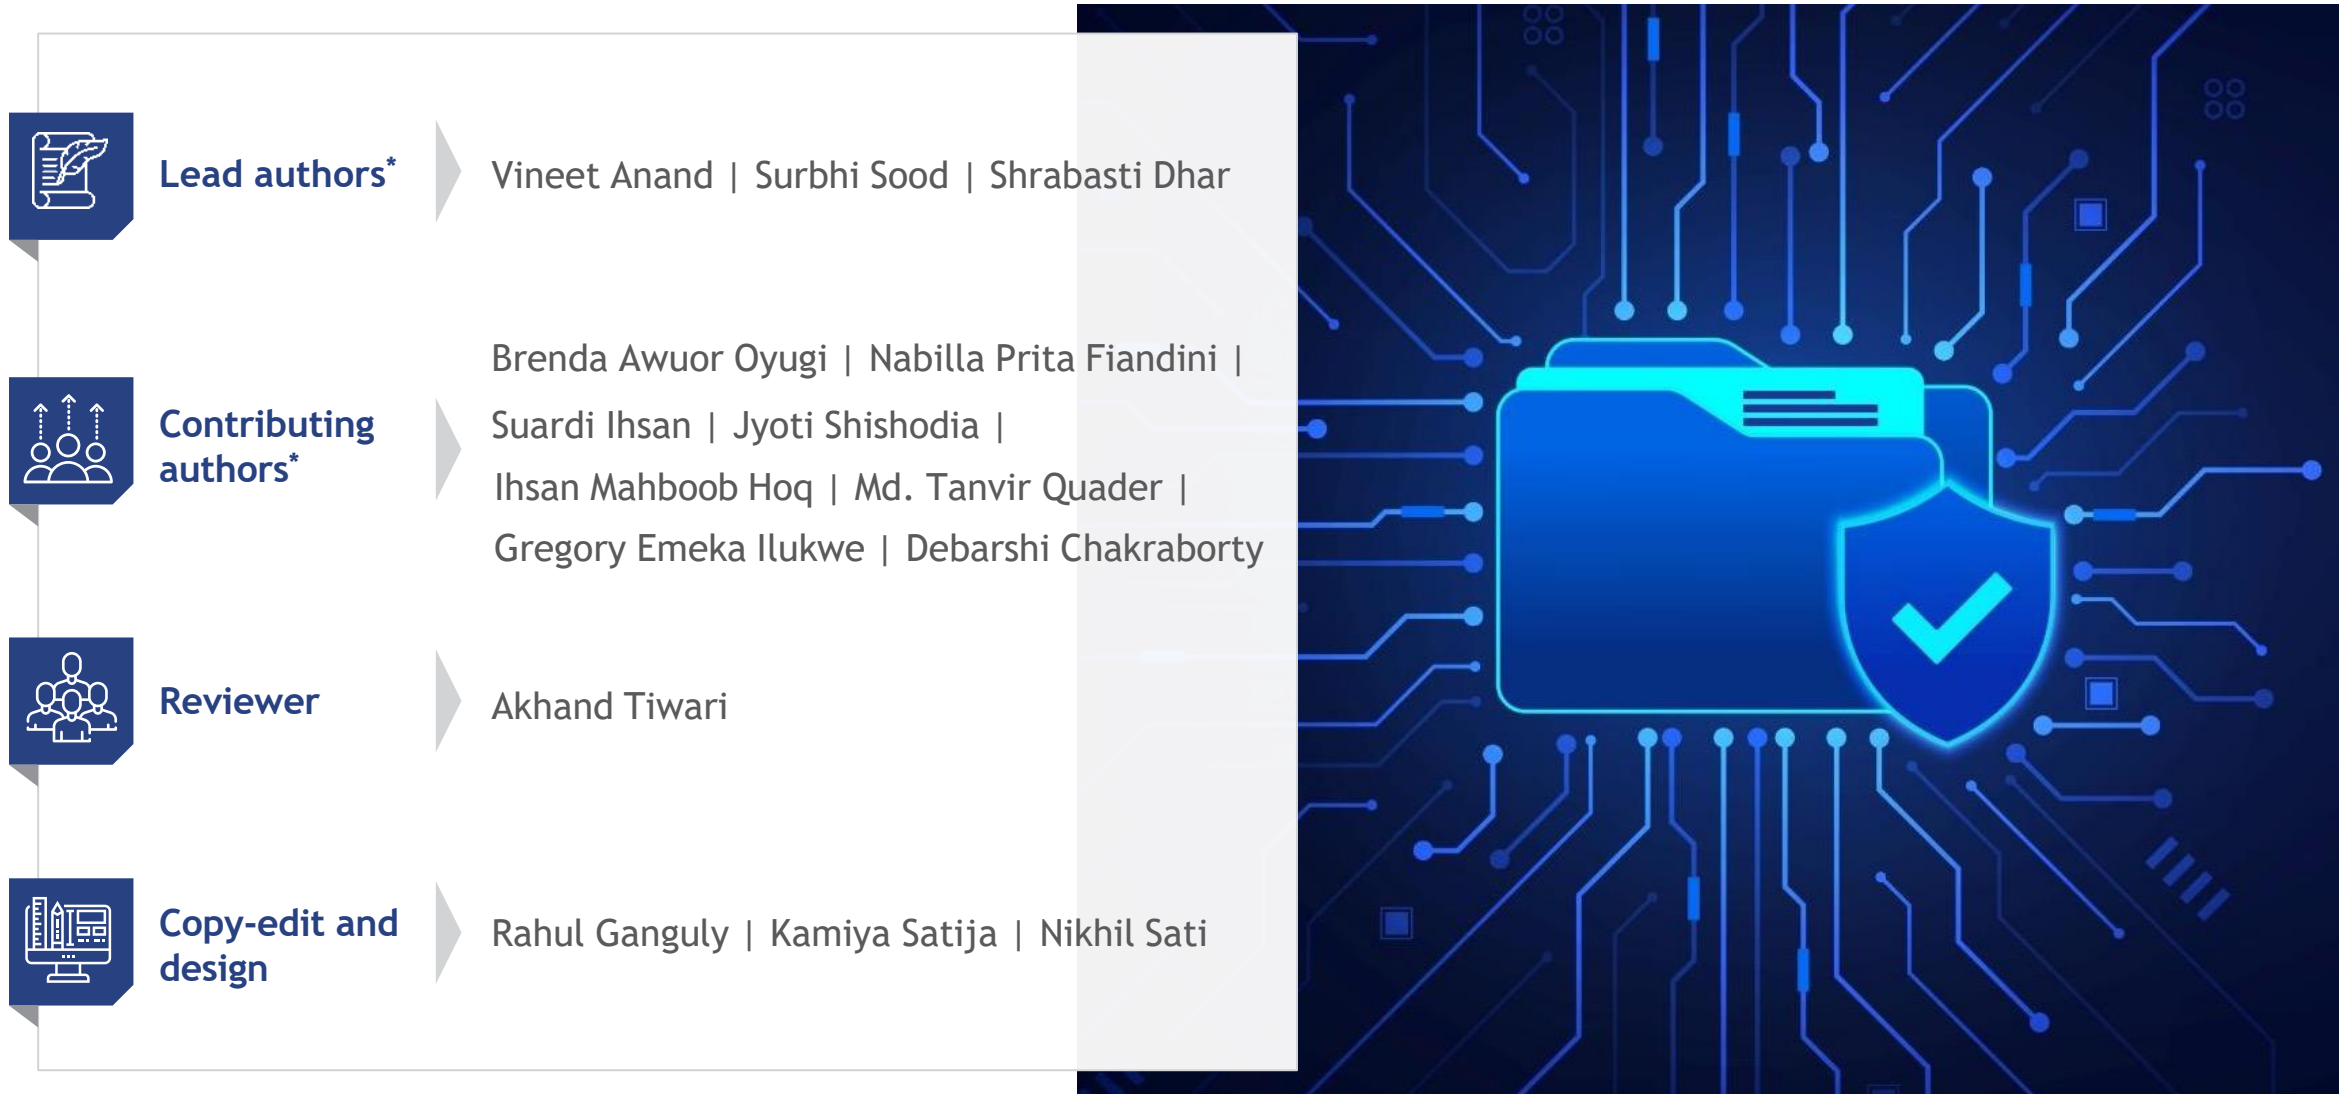 Lead authors*
Vineet Anand | Surbhi Sood | Shrabasti Dhar
Contributing
authors*
Brenda Awuor Oyugi | Nabilla Prita Fiandini |
Suardi Ihsan | Jyoti Shishodia |
Ihsan Mahboob Hoq | Md. Tanvir Quader |
Gregory Emeka Ilukwe | Debarshi Chakraborty
Reviewer
Akhand Tiwari
Copy-edit and
design
Rahul Ganguly | Kamiya Satija | Nikhil Sati